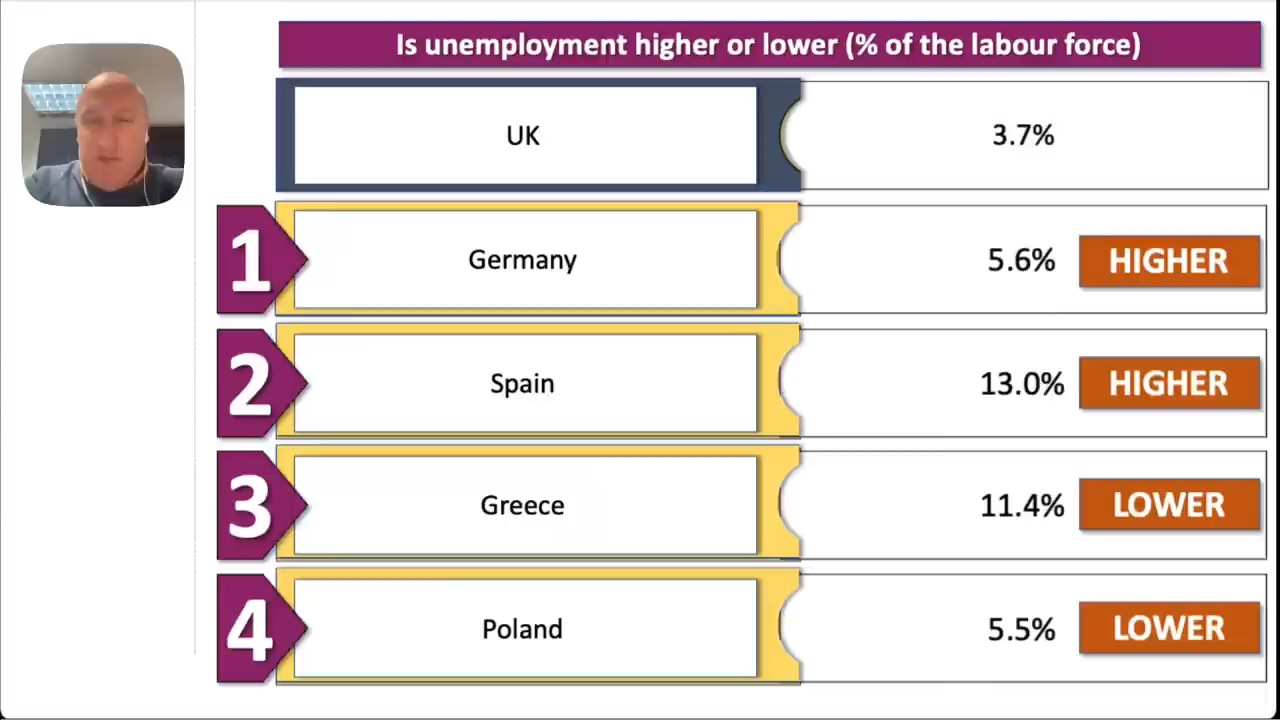 Is unemployment higher or lower (% of the labour force)
UK 3.7%
1 Germany 5.6% HIGHER
2 Spain 13.0% HIGHER
3 Greece 11.4% LOWER
4 Poland 5.5% LOWER